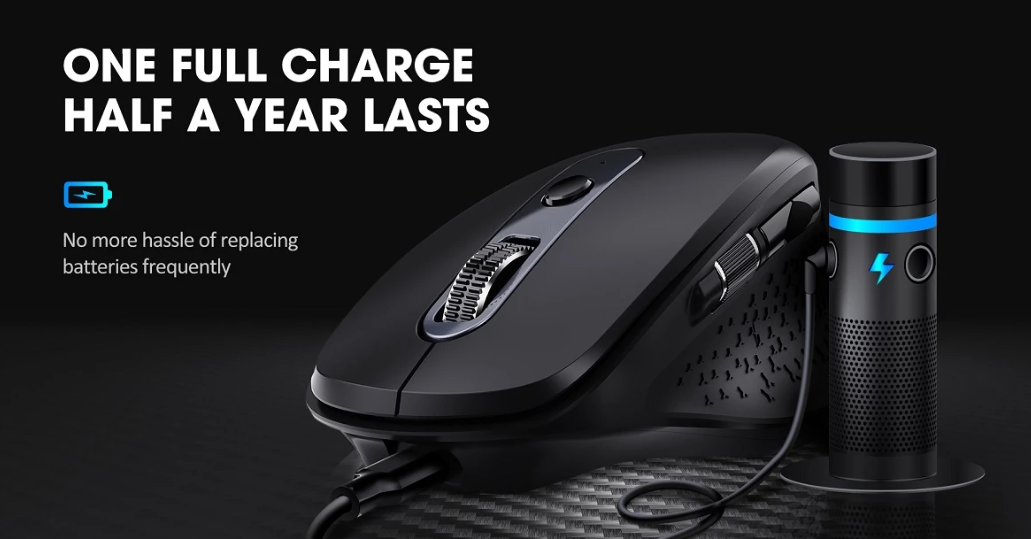 ONE FULL CHARGE
HALF A YEAR LASTS
No more hassle of replacing
batteries frequently